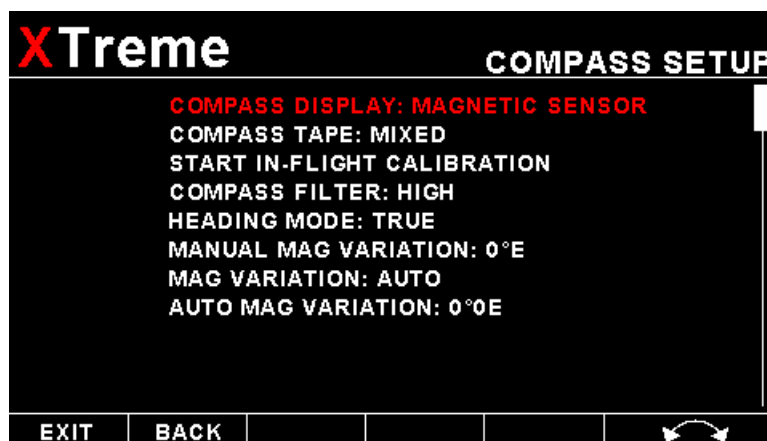 XTreme
COMPASS SETUP
COMPASS DISPLAY: MAGNETIC SENSOR
COMPASS TAPE: MIXED
START IN-FLIGHT CALIBRATION
COMPASS FILTER: HIGH
HEADING MODE: TRUE
MANUAL MAG VARIATION: 0°E
MAG VARIATION: AUTO
AUTO MAG VARIATION: 0°0E
EXIT BACK